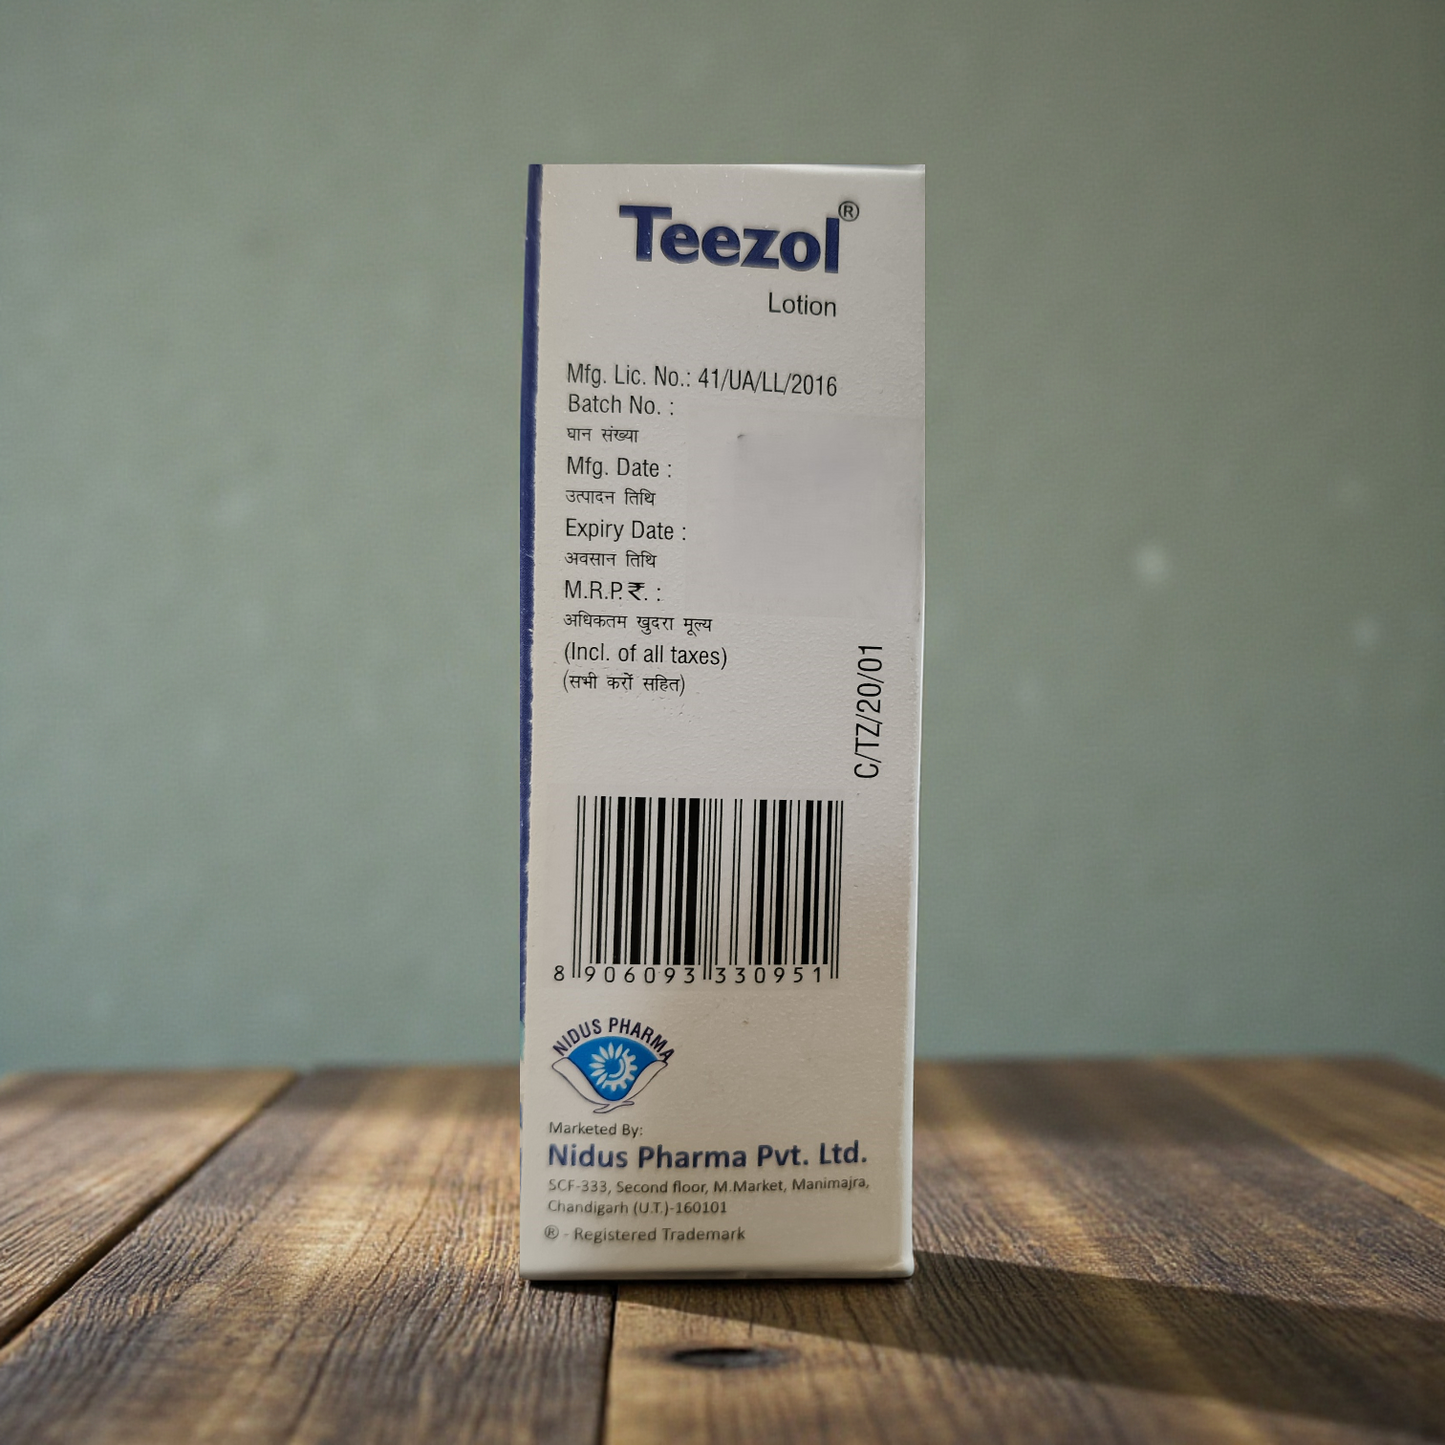 Teezol®
Lotion
Mfg. Lic. No.: 41/UA/LL/2016
Batch No. :
घान संख्या
Mfg. Date :
उत्पादन तिथि
Expiry Date :
अवसान तिथि
M.R.P.₹. :
अधिकतम खुदरा मूल्य
(Incl. of all taxes)
(सभी करों सहित)
C/TZ/20/01
8 906093 330951
NIDUS PHARMA
Marketed By:
Nidus Pharma Pvt. Ltd.
SCF-333, Second floor, M.Market, Manimajra,
Chandigarh (U.T.)-160101
® - Registered Trademark